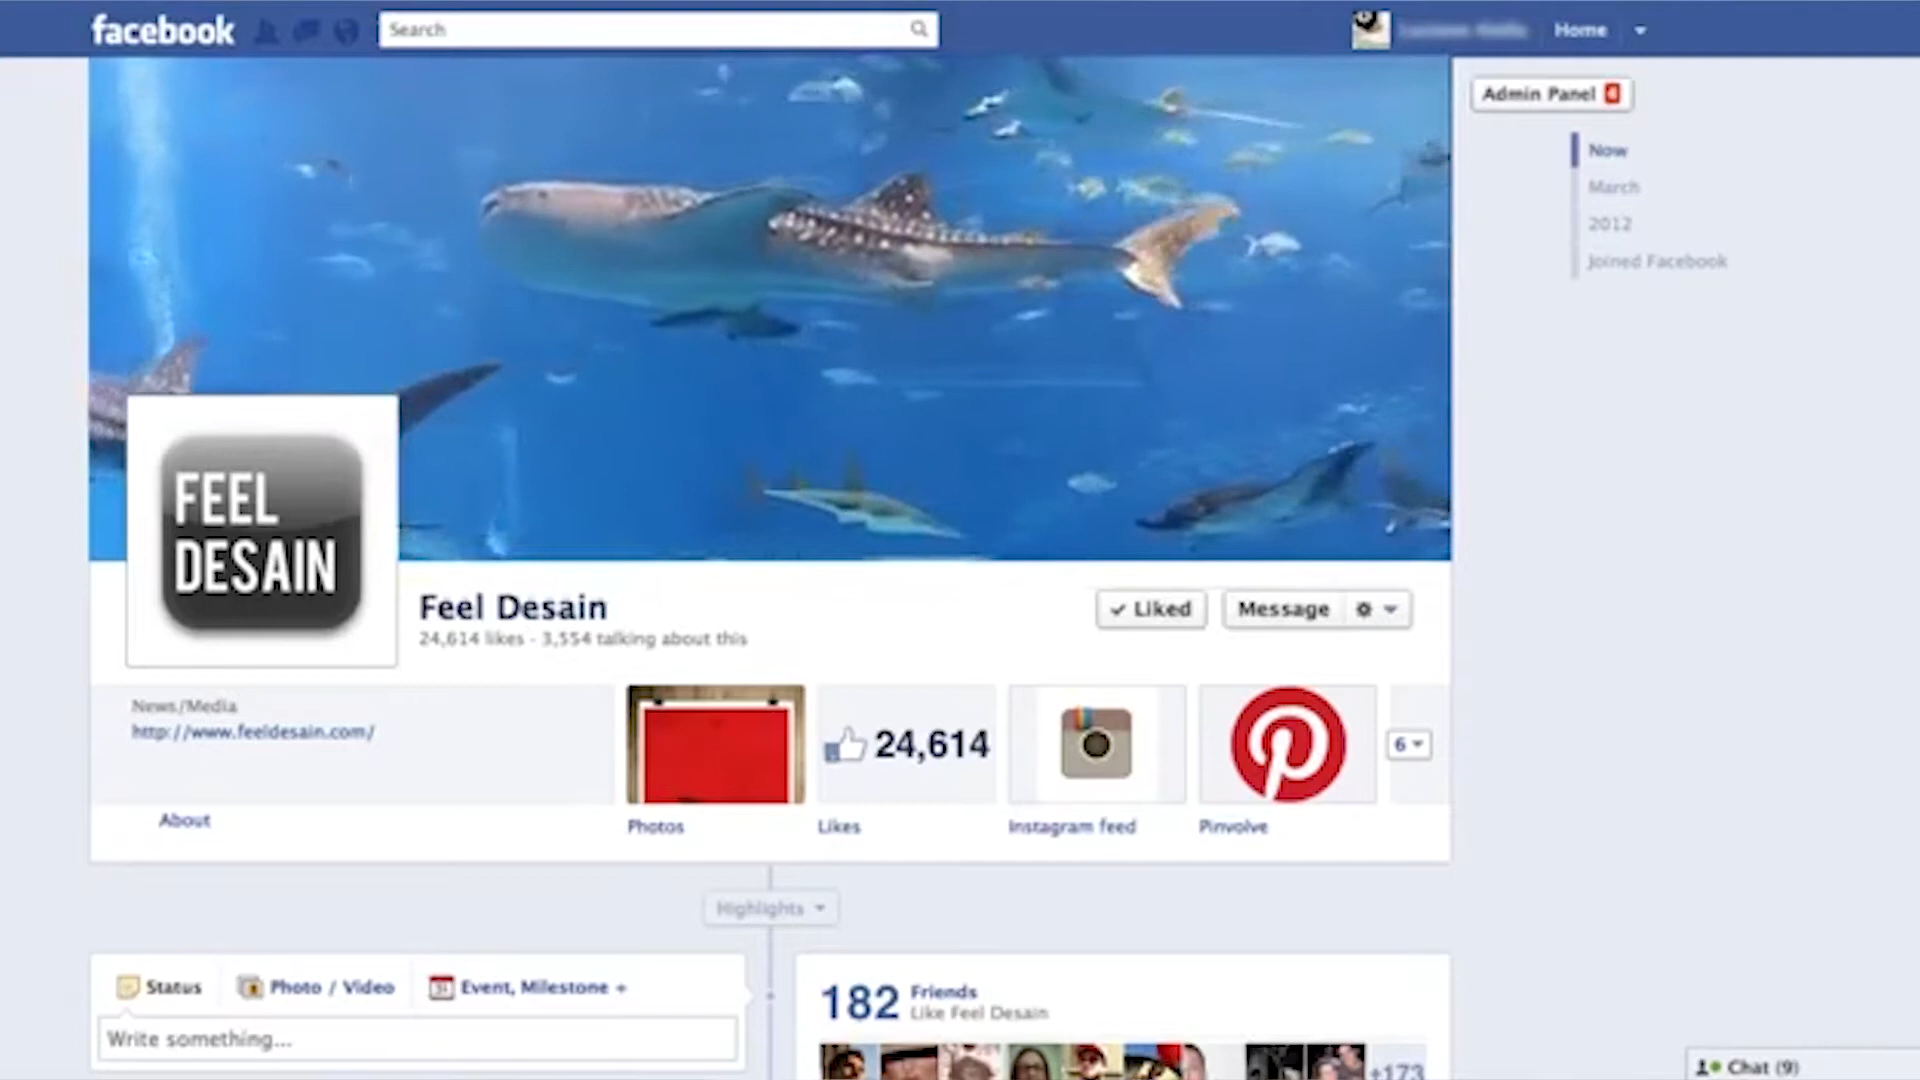 facebook
Search
Home
Admin Panel 4
Now
March
2012
Joined Facebook
FEEL
DESAIN
Feel Desain
24,614 likes · 3,554 talking about this
✓ Liked
Message
News/Media
http://www.feeldesain.com/
About
24,614
6
Photos
Likes
Instagram feed
Pinvolve
Highlights
Status
Photo / Video
31
Event, Milestone +
Write something...
182
Friends
Like Feel Desain
+173
Chat (9)